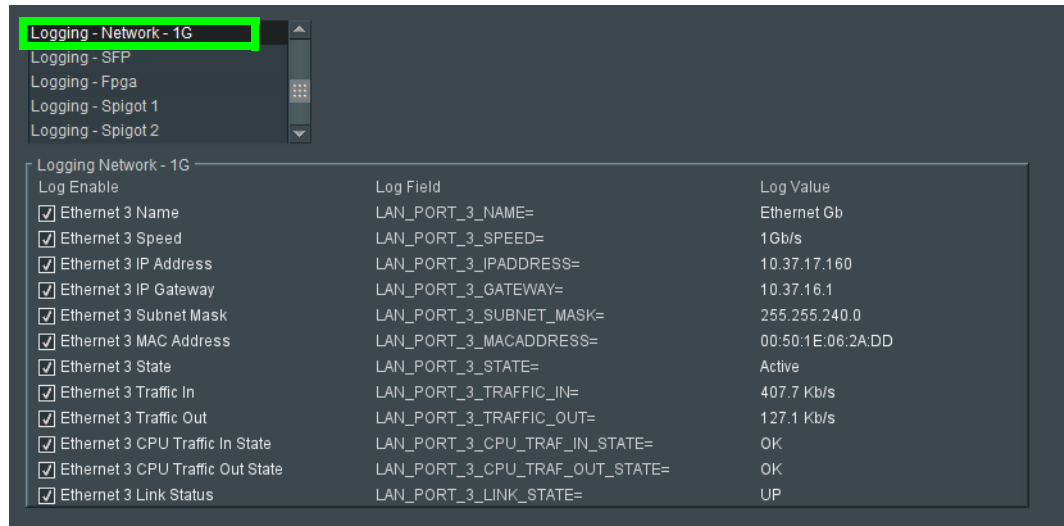 Logging - Network - 1G
Logging - SFP
Logging - Fpga
Logging - Spigot 1
Logging - Spigot 2
Logging Network - 1G
Log Enable Log Field Log Value
Ethernet 3 Name LAN_PORT_3_NAME= Ethernet Gb
Ethernet 3 Speed LAN_PORT_3_SPEED= 1Gb/s
Ethernet 3 IP Address LAN_PORT_3_IPADDRESS= 10.37.17.160
Ethernet 3 IP Gateway LAN_PORT_3_GATEWAY= 10.37.16.1
Ethernet 3 Subnet Mask LAN_PORT_3_SUBNET_MASK= 255.255.240.0
Ethernet 3 MAC Address LAN_PORT_3_MACADDRESS= 00:50:1E:06:2A:DD
Ethernet 3 State LAN_PORT_3_STATE= Active
Ethernet 3 Traffic In LAN_PORT_3_TRAFFIC_IN= 407.7 Kb/s
Ethernet 3 Traffic Out LAN_PORT_3_TRAFFIC_OUT= 127.1 Kb/s
Ethernet 3 CPU Traffic In State LAN_PORT_3_CPU_TRAF_IN_STATE= OK
Ethernet 3 CPU Traffic Out State LAN_PORT_3_CPU_TRAF_OUT_STATE= OK
Ethernet 3 Link Status LAN_PORT_3_LINK_STATE= UP